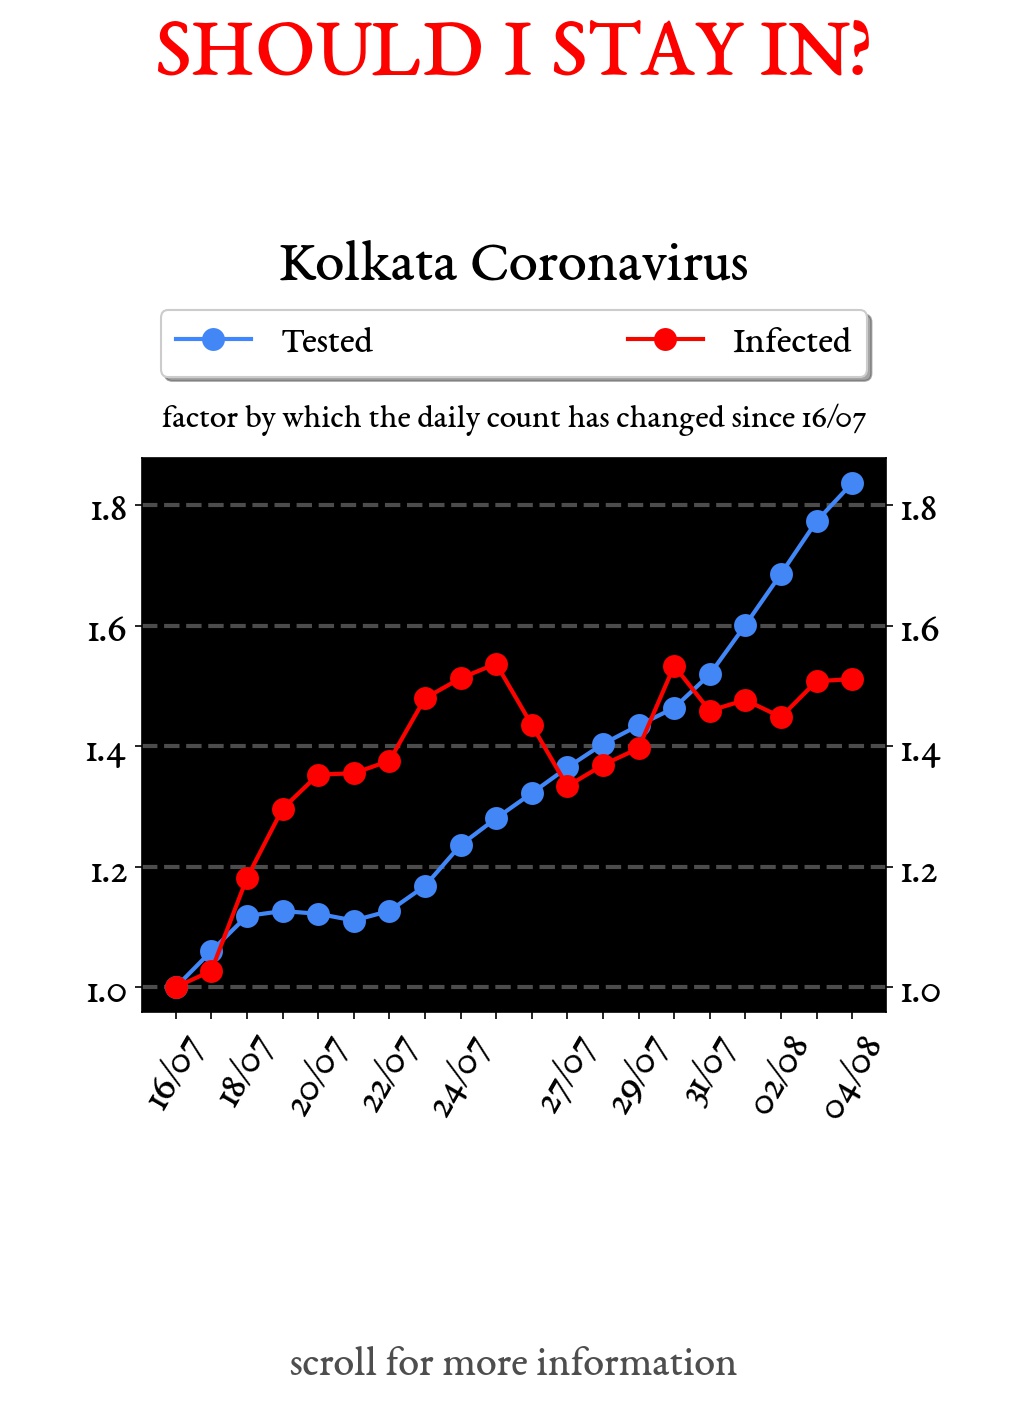 SHOULD I STAY IN?
Kolkata Coronavirus
Tested Infected
factor by which the daily count has changed since 16/07
1.8 1.8
1.6 1.6
1.4 1.4
1.2 1.2
1.0 1.0
16/07 18/07 20/07 22/07 24/07 27/07 29/07 31/07 02/08 04/08
scroll for more information